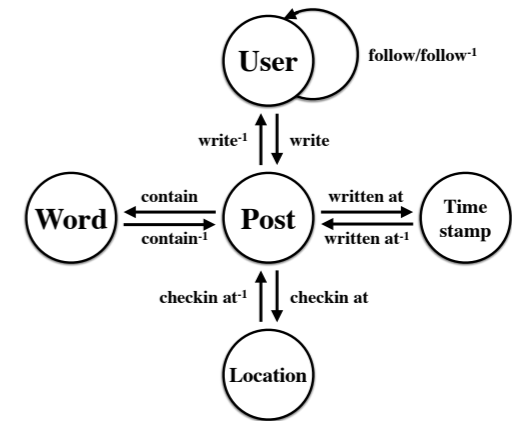 User
follow/follow-1
write-1
write
Word
contain
contain-1
Post
written at
written at-1
Time
stamp
checkin at-1
checkin at
Location